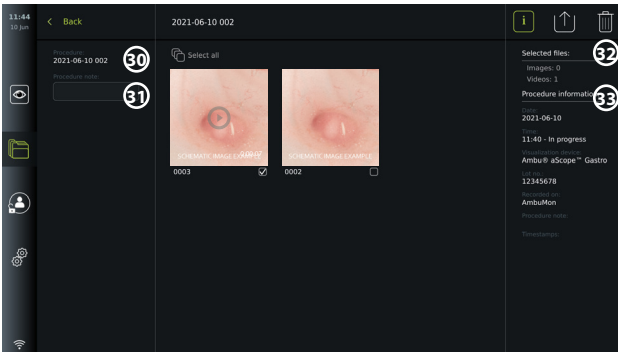 11:44
10 Jun
Back
2021-06-10 002
i
Procedure:
2021-06-10 002
30
Procedure note:
31
Select all
SCHEMATIC IMAGE EXAMPLE
0:00:07
0003
SCHEMATIC IMAGE EXAMPLE
0002
Selected files:
32
Images: 0
Videos: 1
Procedure information
33
Date:
2021-06-10
Time:
11:40 - In progress
Visualization device:
Ambu® aScope™ Gastro
Lot no.:
12345678
Recorded on:
AmbuMon
Procedure note:
Timestamps: